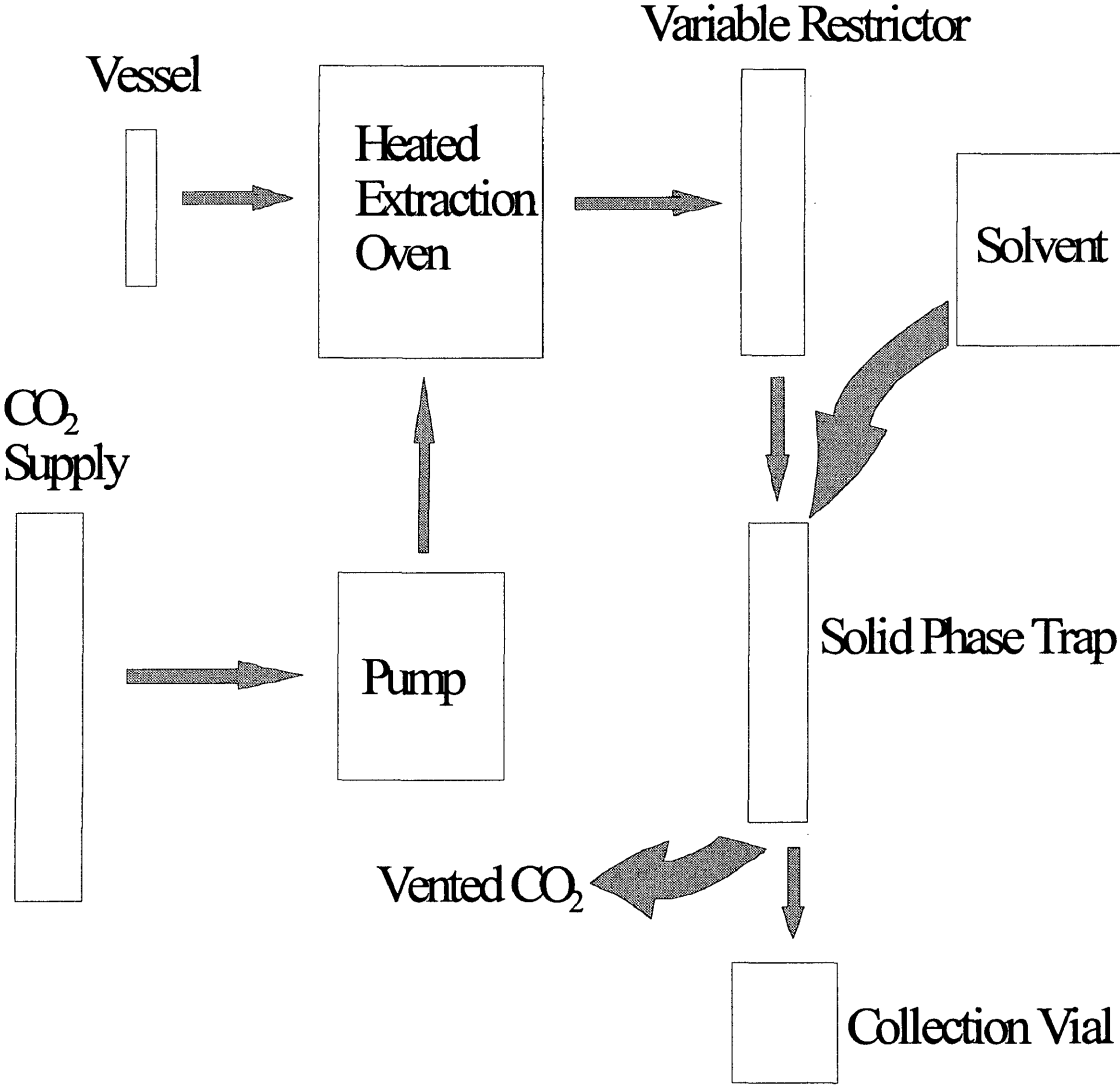 Variable Restrictor
Vessel
Heated
Extraction
Oven
Solvent
CO₂
Supply
Pump
Solid Phase Trap
Vented CO₂
Collection Vial